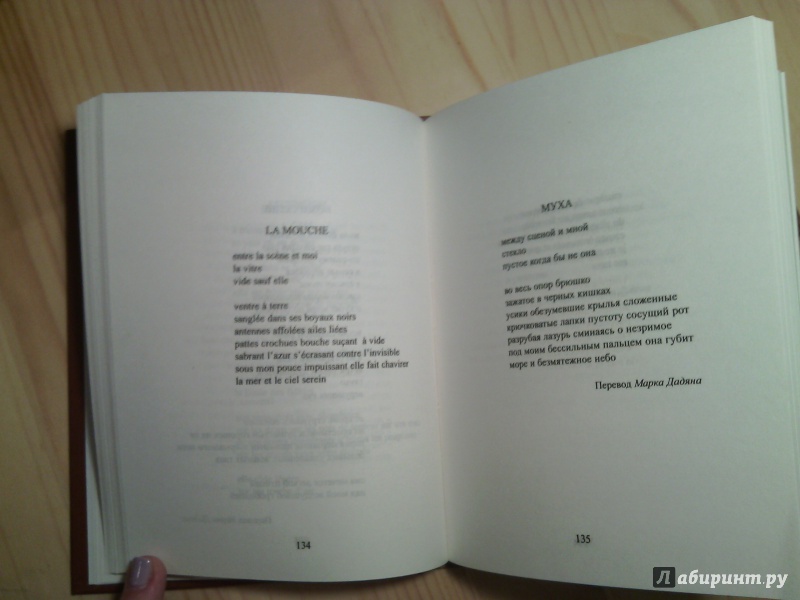 LA MOUCHE
entre la scène et moi
la vitre
vide sauf elle
ventre à terre
sanglée dans ses boyaux noirs
antennes affolées ailes liées
pattes crochues bouche suçant à vide
sabrant l'azur s'écrasant contre l'invisible
sous mon pouce impuissant elle fait chavirer
la mer et le ciel serein
134
МУХА
между сценой и мной
стекло
пустое когда бы не она
во весь опор брюшко
зажатое в черных кишках
усики обезумевшие крылья сложенные
крючковатые лапки пустоту сосущий рот
разрубая лазурь сминаясь о незримое
под моим бессильным пальцем она губит
море и безмятежное небо
Перевод Марка Дадяна
135
Лабиринт.ру